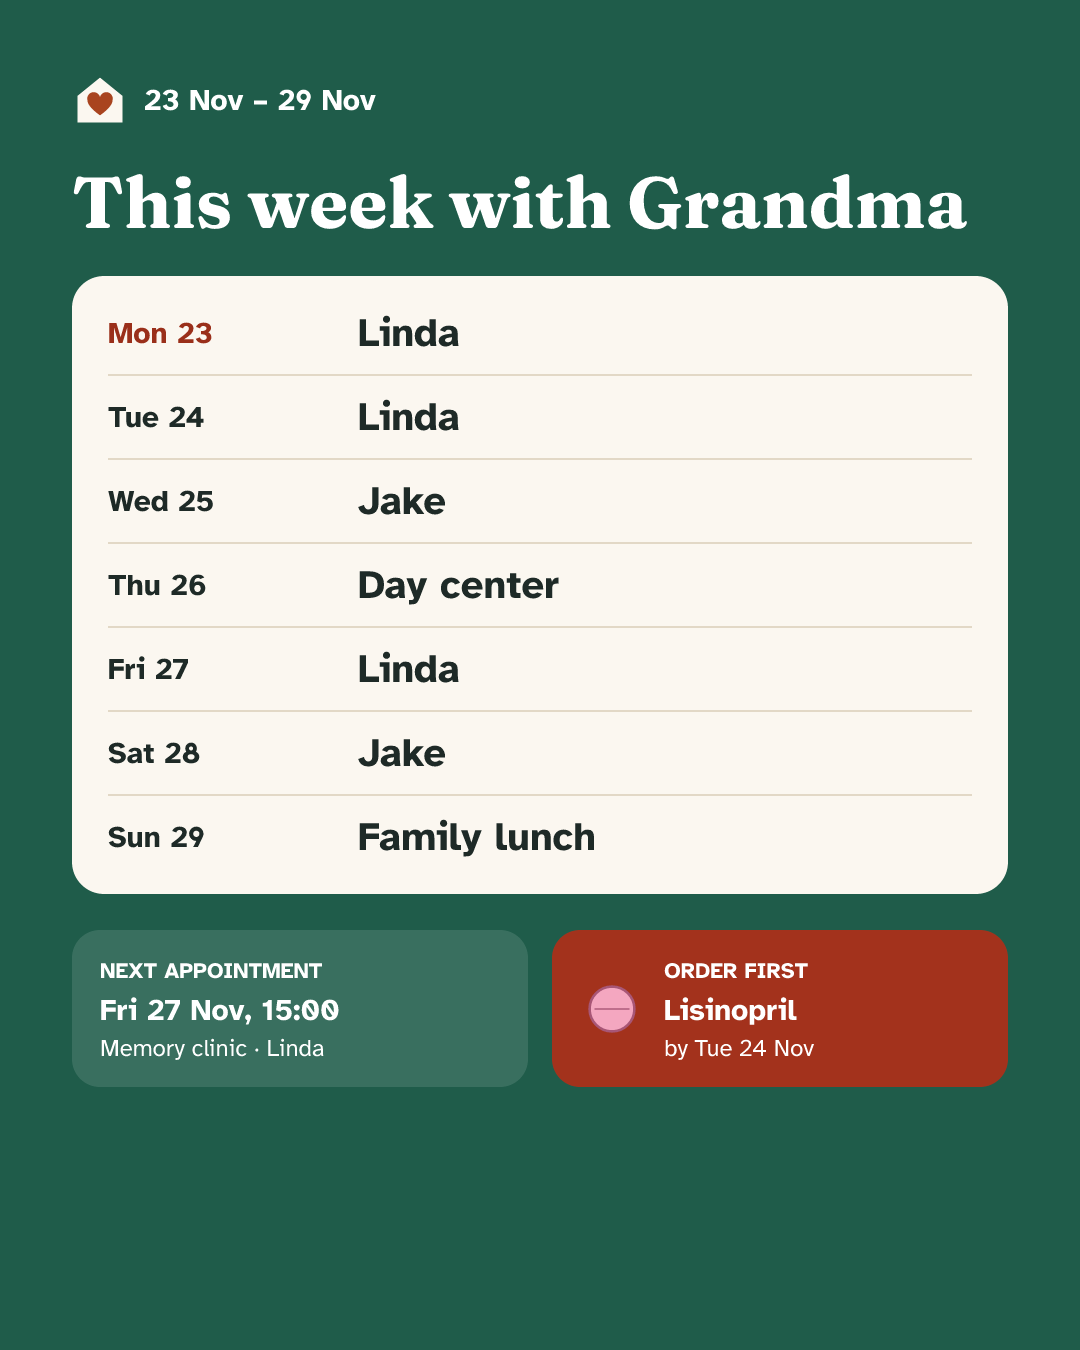 23 Nov – 29 Nov
This week with Grandma
Mon 23 Linda
Tue 24 Linda
Wed 25 Jake
Thu 26 Day center
Fri 27 Linda
Sat 28 Jake
Sun 29 Family lunch
NEXT APPOINTMENT
Fri 27 Nov, 15:00
Memory clinic · Linda
ORDER FIRST
Lisinopril
by Tue 24 Nov